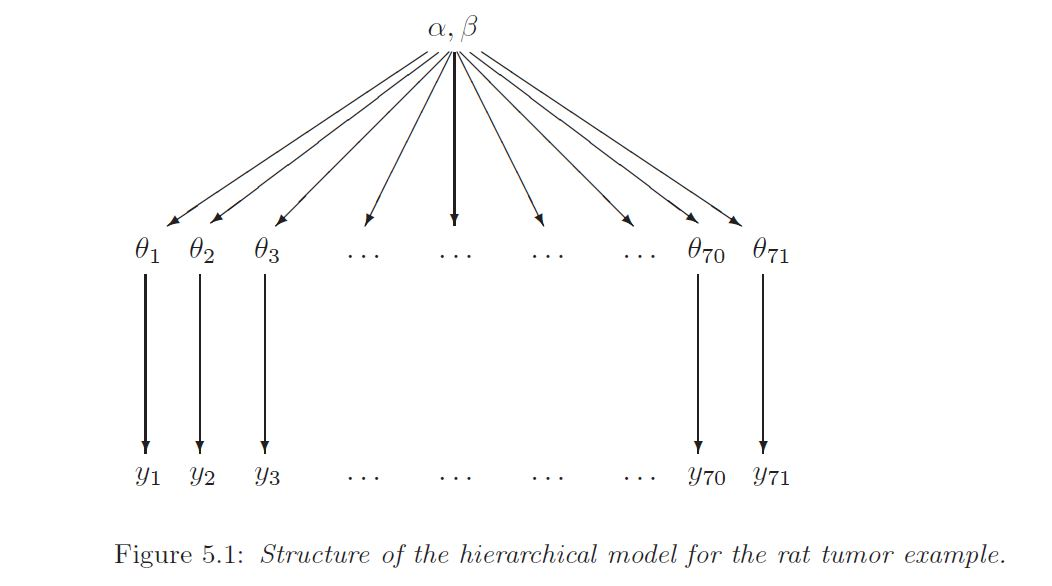 α, β
θ₁ θ₂ θ₃ ... ... ... ... θ₇₀ θ₇₁
y₁ y₂ y₃ ... ... ... ... y₇₀ y₇₁
Figure 5.1: Structure of the hierarchical model for the rat tumor example.